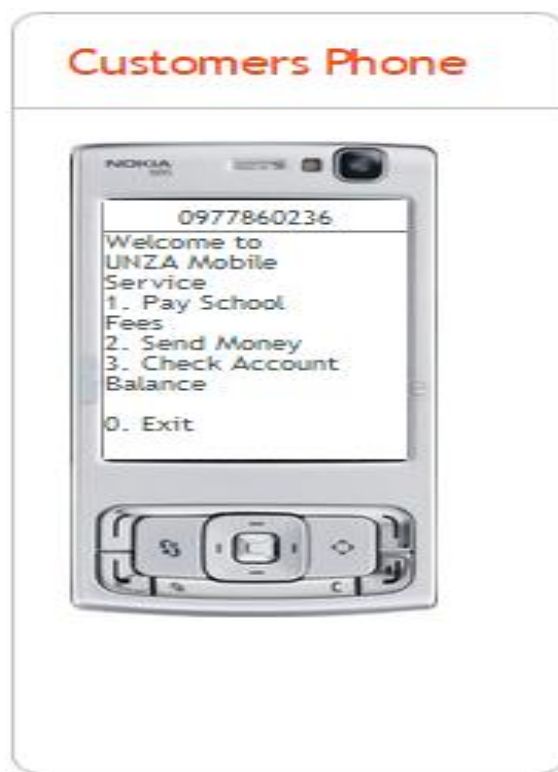 Customers Phone
NOKIA
0977860236
Welcome to
UNZA Mobile
Service
1. Pay School
Fees
2. Send Money
3. Check Account
Balance
0. Exit
C